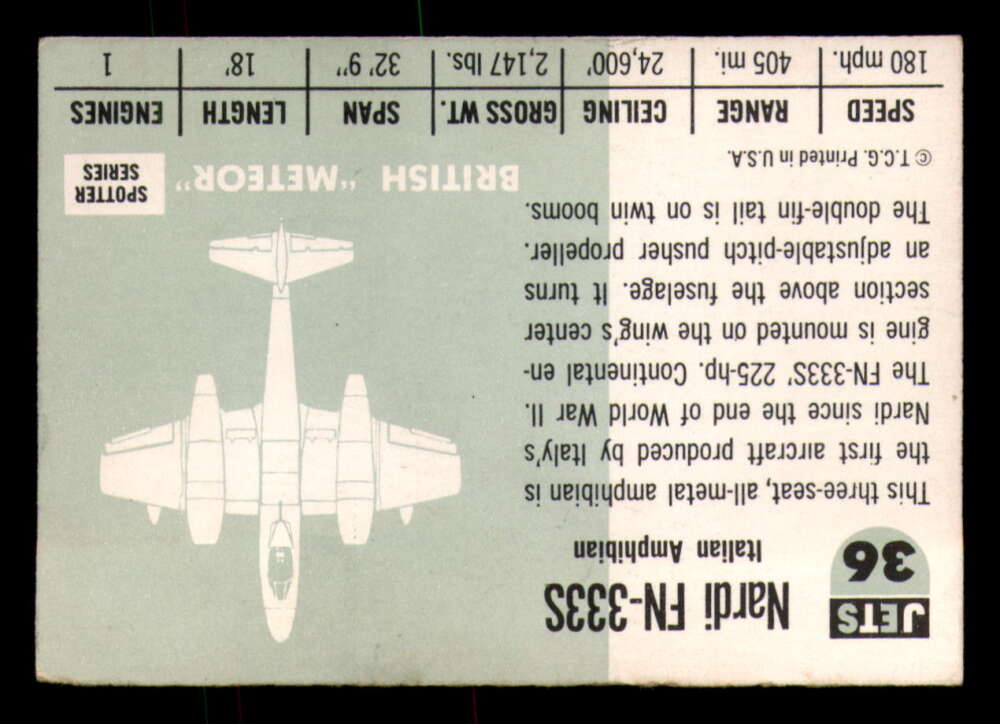 JETS
36
Nardi FN-333S
Italian Amphibian
This three-seat, all-metal amphibian is
the first aircraft produced by Italy's
Nardi since the end of World War II.
The FN-333S' 225-hp. Continental en-
gine is mounted on the wing's center
section above the fuselage. It turns
an adjustable-pitch pusher propeller.
The double-fin tail is on twin booms.
© T.C.G. Printed in U.S.A.
BRITISH "METEOR"
SPOTTER
SERIES
SPEED RANGE CEILING GROSS WT. SPAN LENGTH ENGINES
180 mph. 405 mi. 24,600' 2,147 lbs. 32' 9" 18' 1